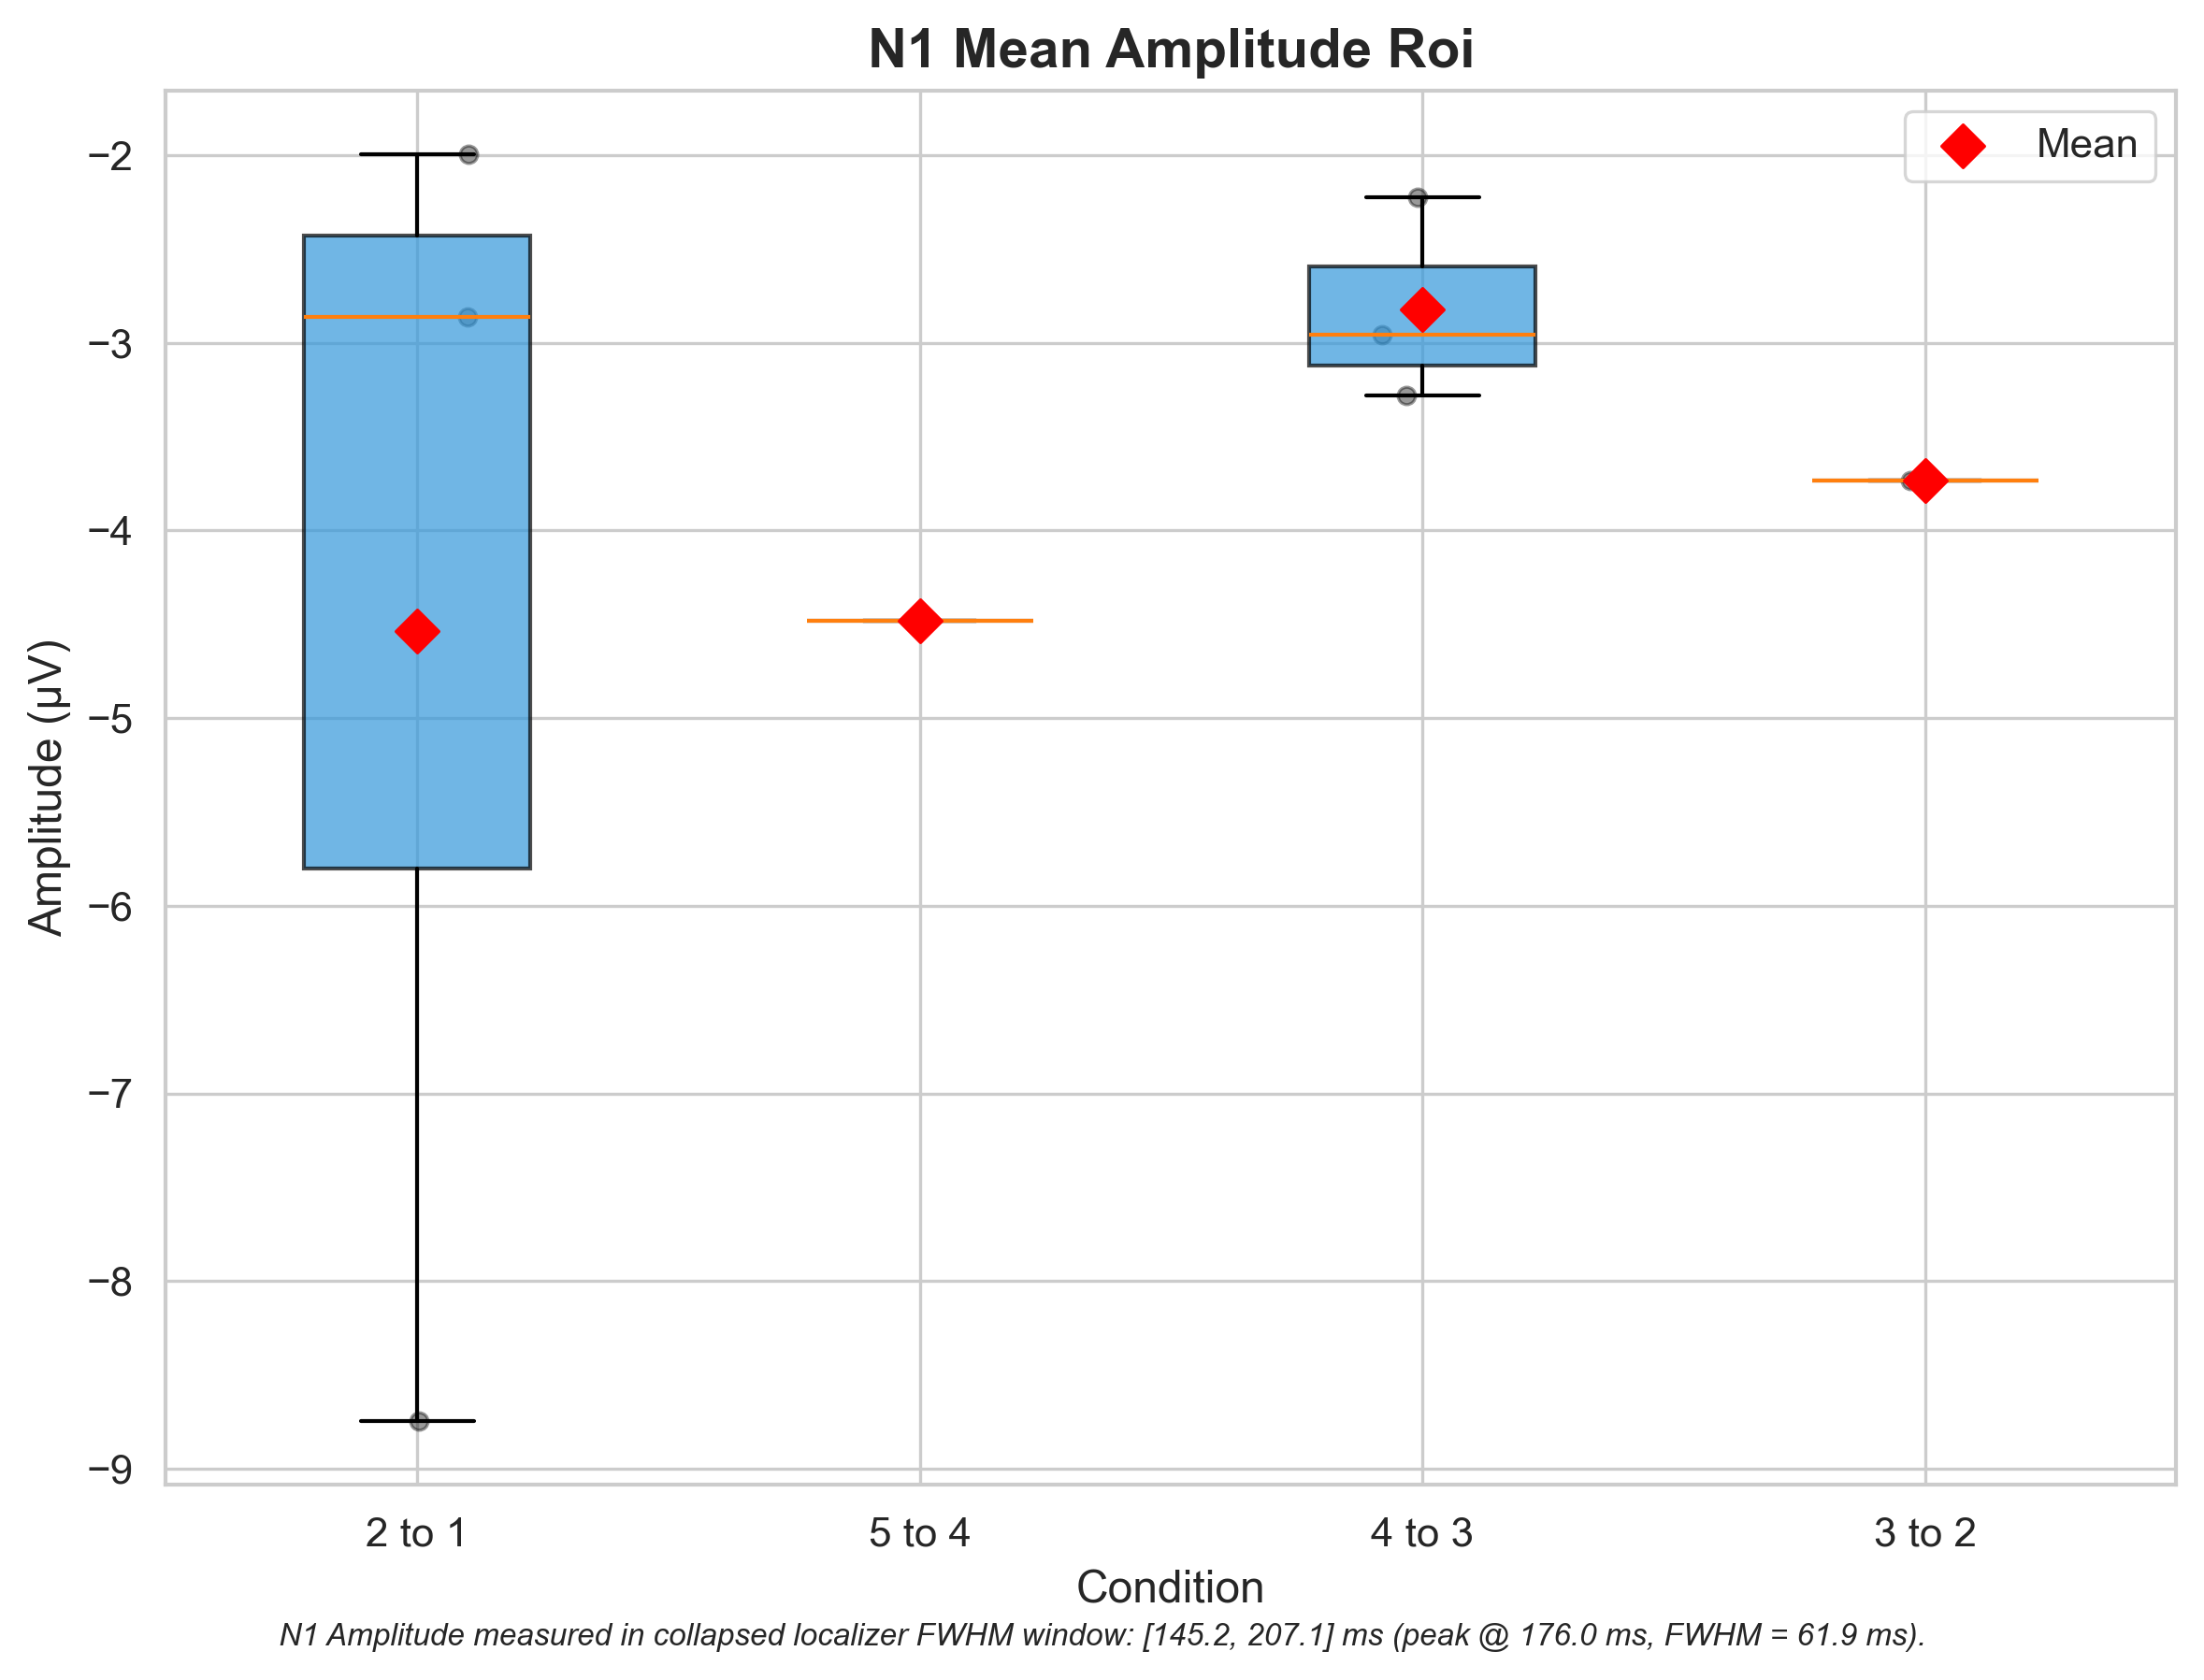 N1 Mean Amplitude Roi
Mean
−2
−3
−4
−5
−6
−7
−8
−9
Amplitude (µV)
2 to 1
5 to 4
4 to 3
3 to 2
Condition
N1 Amplitude measured in collapsed localizer FWHM window: [145.2, 207.1] ms (peak @ 176.0 ms, FWHM = 61.9 ms).